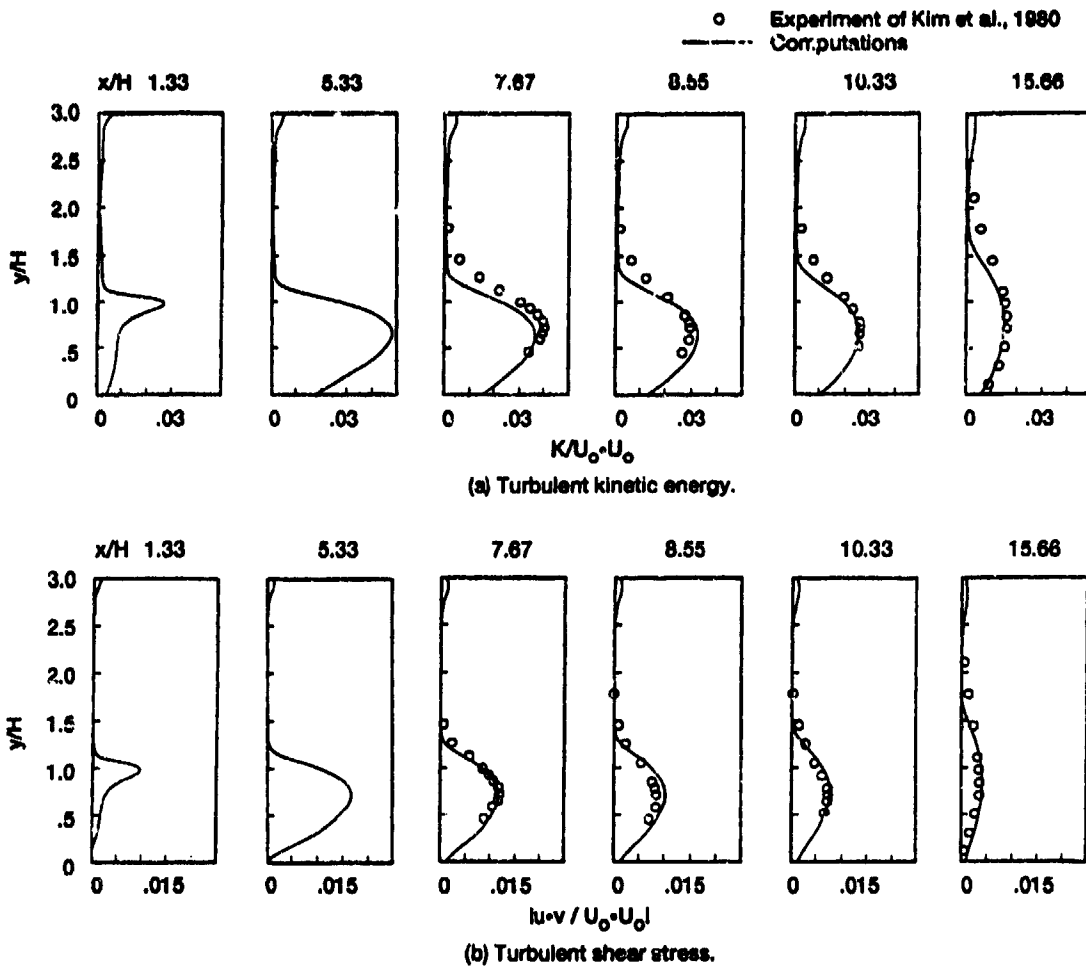 Experiment of Kim et al., 1980
Computations
x/H 1.33 5.33 7.67 8.55 10.33 15.66
3.0
2.5
2.0
1.5
1.0
.5
0
y/H
0 .03 0 .03 0 .03 0 .03 0 .03 0 .03
K/U₀•U₀
(a) Turbulent kinetic energy.
x/H 1.33 5.33 7.67 8.55 10.33 15.66
3.0
2.5
2.0
1.5
1.0
.5
0
y/H
0 .015 0 .015 0 .015 0 .015 0 .015 0 .015
|u•v / U₀•U₀|
(b) Turbulent shear stress.